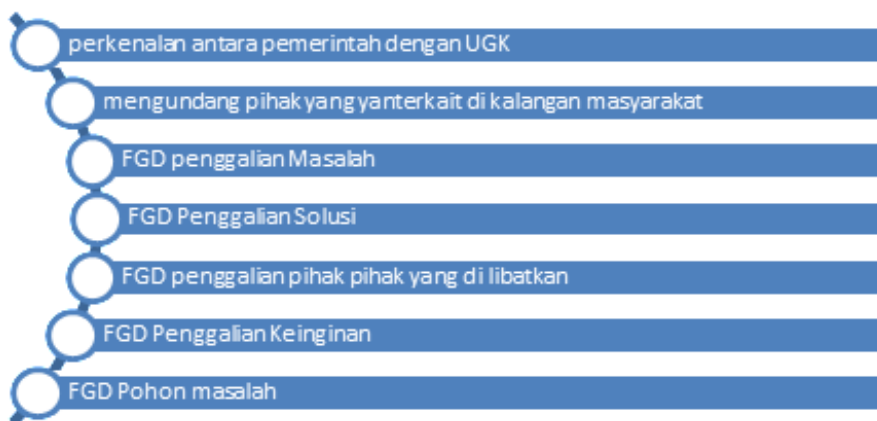 perkenalan antara pemerintah dengan UGK
mengundang pihak yang yanterkait di kalangan masyarakat
FGD penggalian Masalah
FGD Penggalian Solusi
FGD penggalian pihak pihak yang di libatkan
FGD Penggalian Keinginan
FGD Pohon masalah